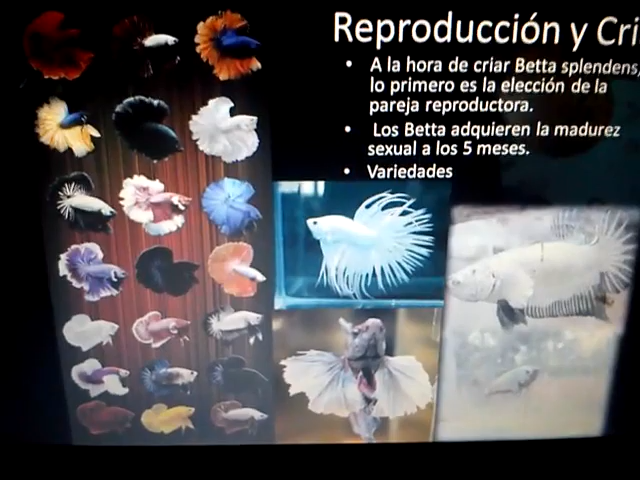 Reproducción y Cri
• A la hora de criar Betta splendens,
lo primero es la elección de la
pareja reproductora.
• Los Betta adquieren la madurez
sexual a los 5 meses.
• Variedades